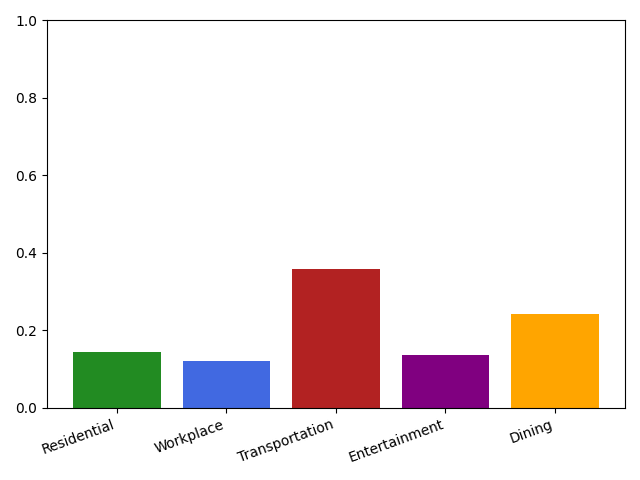 1.0
0.8
0.6
0.4
0.2
0.0
Residential
Workplace
Transportation
Entertainment
Dining